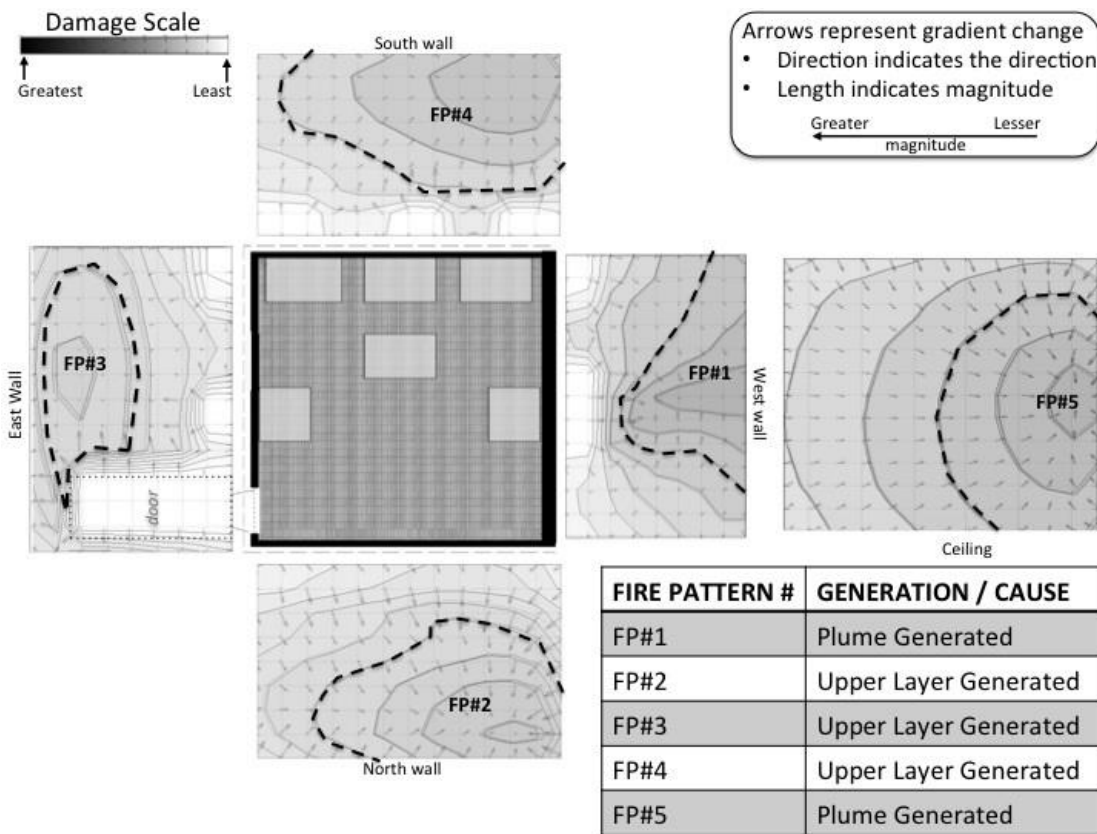 Damage Scale
Greatest
Least
South wall
FP#4
Arrows represent gradient change
• Direction indicates the direction
• Length indicates magnitude
Greater
Lesser
magnitude
East Wall
FP#3
door
FP#1
West wall
FP#5
Ceiling
FP#2
North wall
FIRE PATTERN # GENERATION / CAUSE
FP#1 Plume Generated
FP#2 Upper Layer Generated
FP#3 Upper Layer Generated
FP#4 Upper Layer Generated
FP#5 Plume Generated